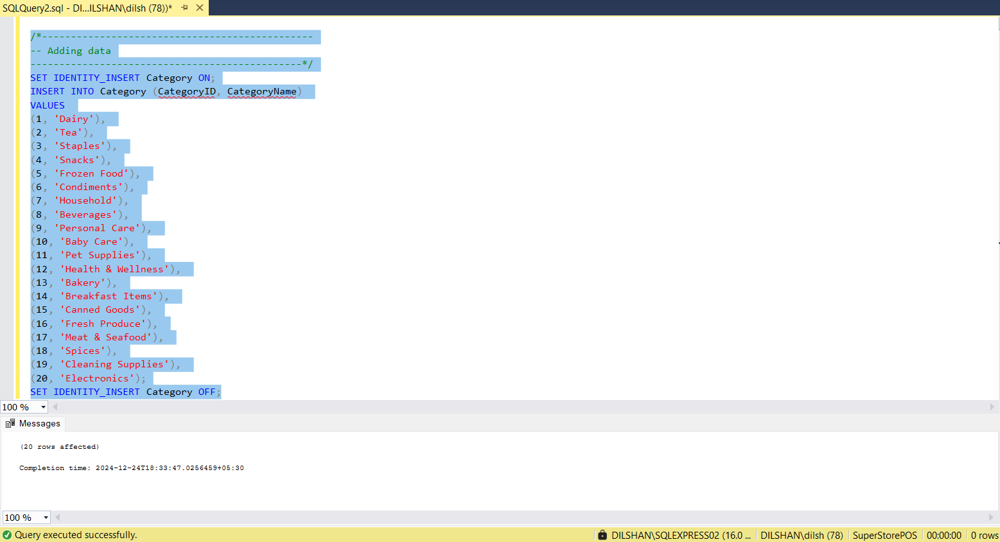 SQLQuery2.sql - DI...ILSHAN\dilsh (78))*
/*-----------------------------------------------
-- Adding data
-----------------------------------------------*/
SET IDENTITY_INSERT Category ON;
INSERT INTO Category (CategoryID, CategoryName)
VALUES
(1, 'Dairy'),
(2, 'Tea'),
(3, 'Staples'),
(4, 'Snacks'),
(5, 'Frozen Food'),
(6, 'Condiments'),
(7, 'Household'),
(8, 'Beverages'),
(9, 'Personal Care'),
(10, 'Baby Care'),
(11, 'Pet Supplies'),
(12, 'Health & Wellness'),
(13, 'Bakery'),
(14, 'Breakfast Items'),
(15, 'Canned Goods'),
(16, 'Fresh Produce'),
(17, 'Meat & Seafood'),
(18, 'Spices'),
(19, 'Cleaning Supplies'),
(20, 'Electronics');
SET IDENTITY_INSERT Category OFF;
100 %
Messages
(20 rows affected)
Completion time: 2024-12-24T18:33:47.0256459+05:30
100 %
Query executed successfully.
DILSHAN\SQLEXPRESS02 (16.0 ...
DILSHAN\dilsh (78)
SuperStorePOS
00:00:00
0 rows